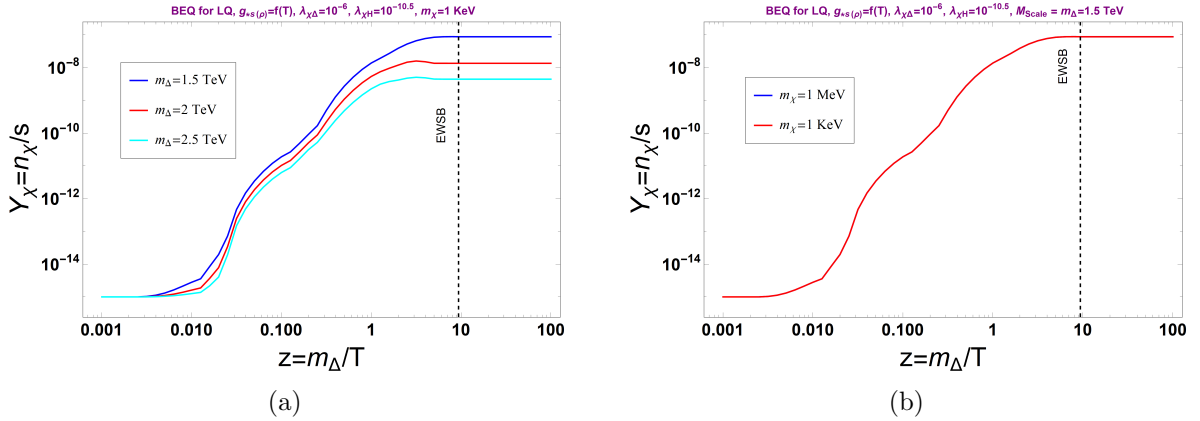 BEQ for LQ, g∗s(ρ)=f(T), λχΔ=10⁻⁶, λχH=10⁻¹⁰·⁵, mχ=1 KeV
10⁻⁸
10⁻¹⁰
10⁻¹²
10⁻¹⁴
Yχ=nχ/s
mΔ=1.5 TeV
mΔ=2 TeV
mΔ=2.5 TeV
EWSB
0.001 0.010 0.100 1 10 100
z=mΔ/T
(a)
BEQ for LQ, g∗s(ρ)=f(T), λχΔ=10⁻⁶, λχH=10⁻¹⁰·⁵, MScale = mΔ=1.5 TeV
10⁻⁸
10⁻¹⁰
10⁻¹²
10⁻¹⁴
Yχ=nχ/s
mχ=1 MeV
mχ=1 KeV
EWSB
0.001 0.010 0.100 1 10 100
z=mΔ/T
(b)